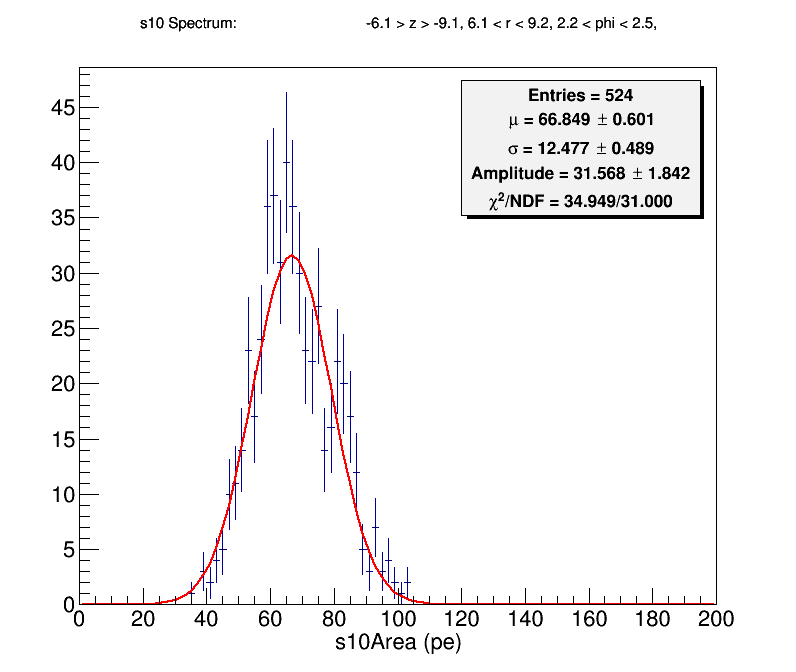 s10 Spectrum: -6.1 > z > -9.1, 6.1 < r < 9.2, 2.2 < phi < 2.5,
Entries = 524
μ = 66.849 ± 0.601
σ = 12.477 ± 0.489
Amplitude = 31.568 ± 1.842
χ²/NDF = 34.949/31.000
45
40
35
30
25
20
15
10
5
0
0 20 40 60 80 100 120 140 160 180 200
s10Area (pe)